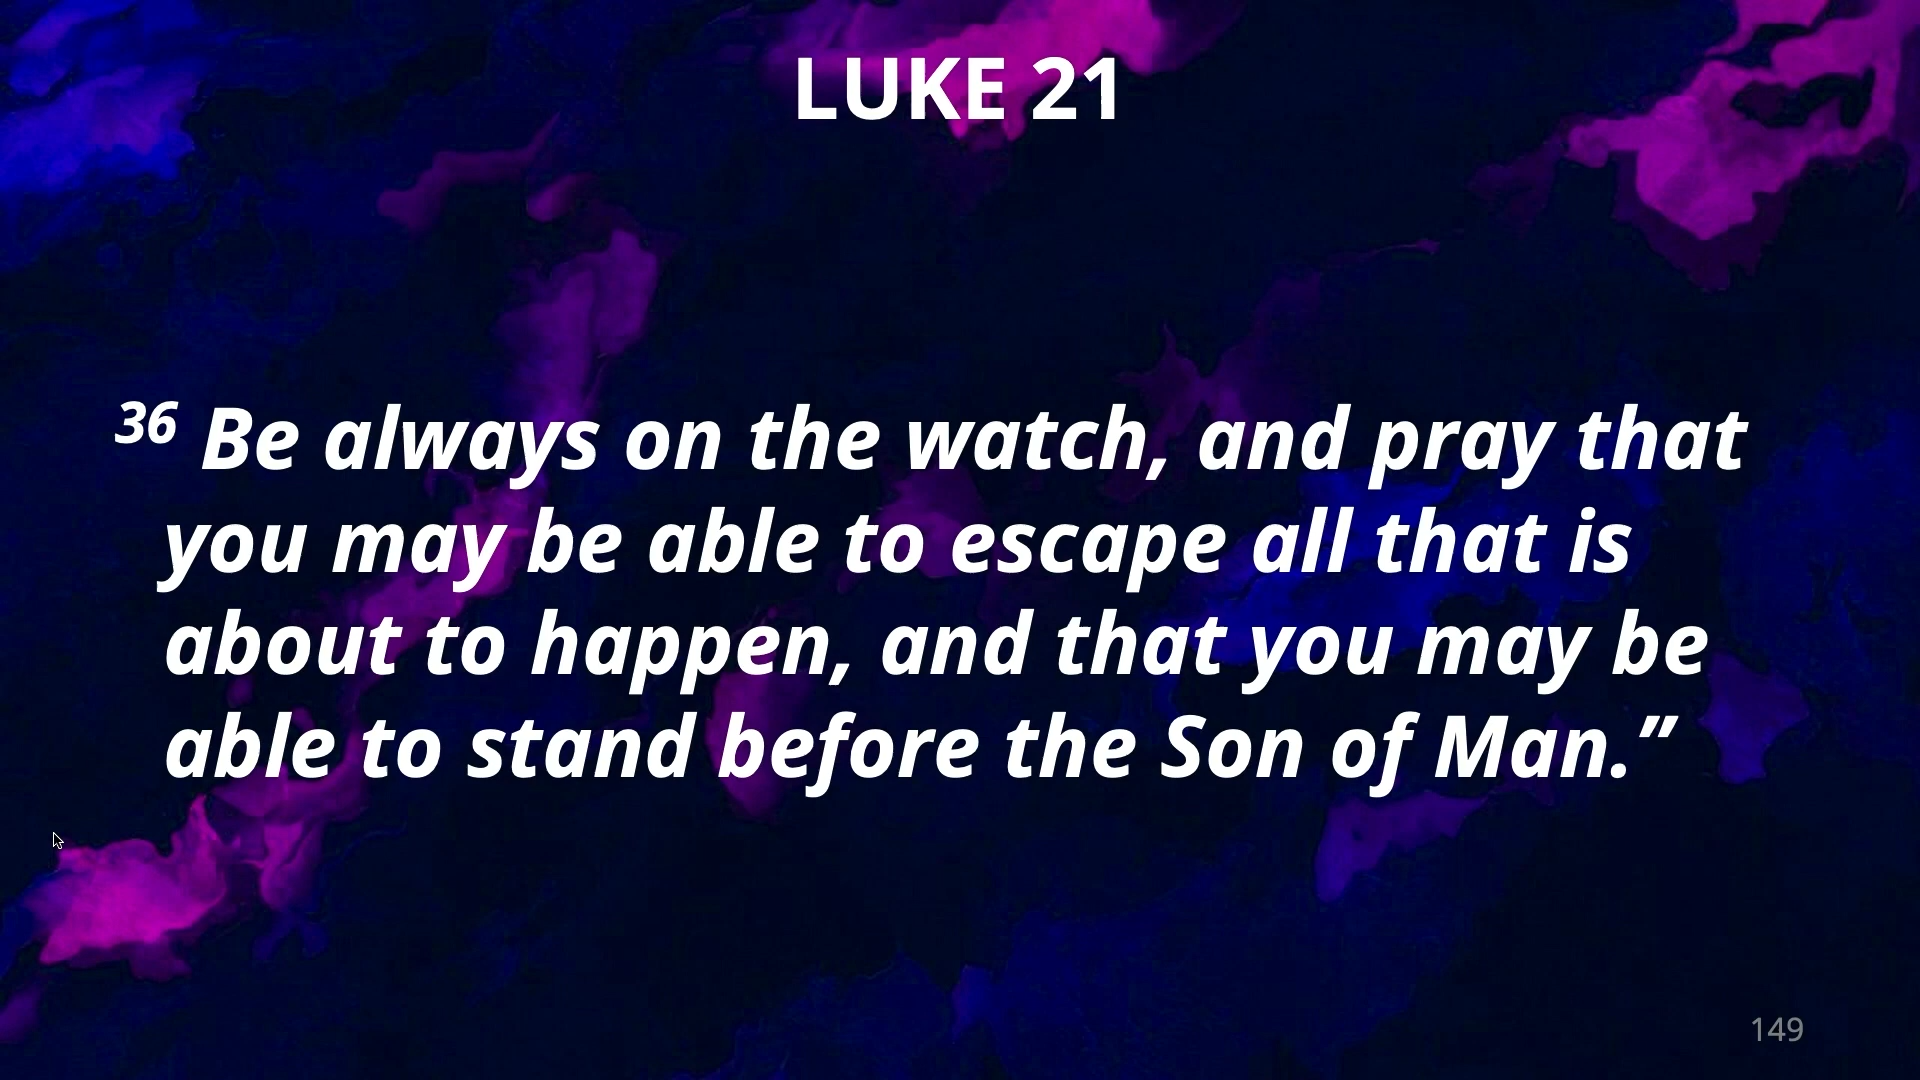 LUKE 21
36 Be always on the watch, and pray that
you may be able to escape all that is
about to happen, and that you may be
able to stand before the Son of Man.”
149